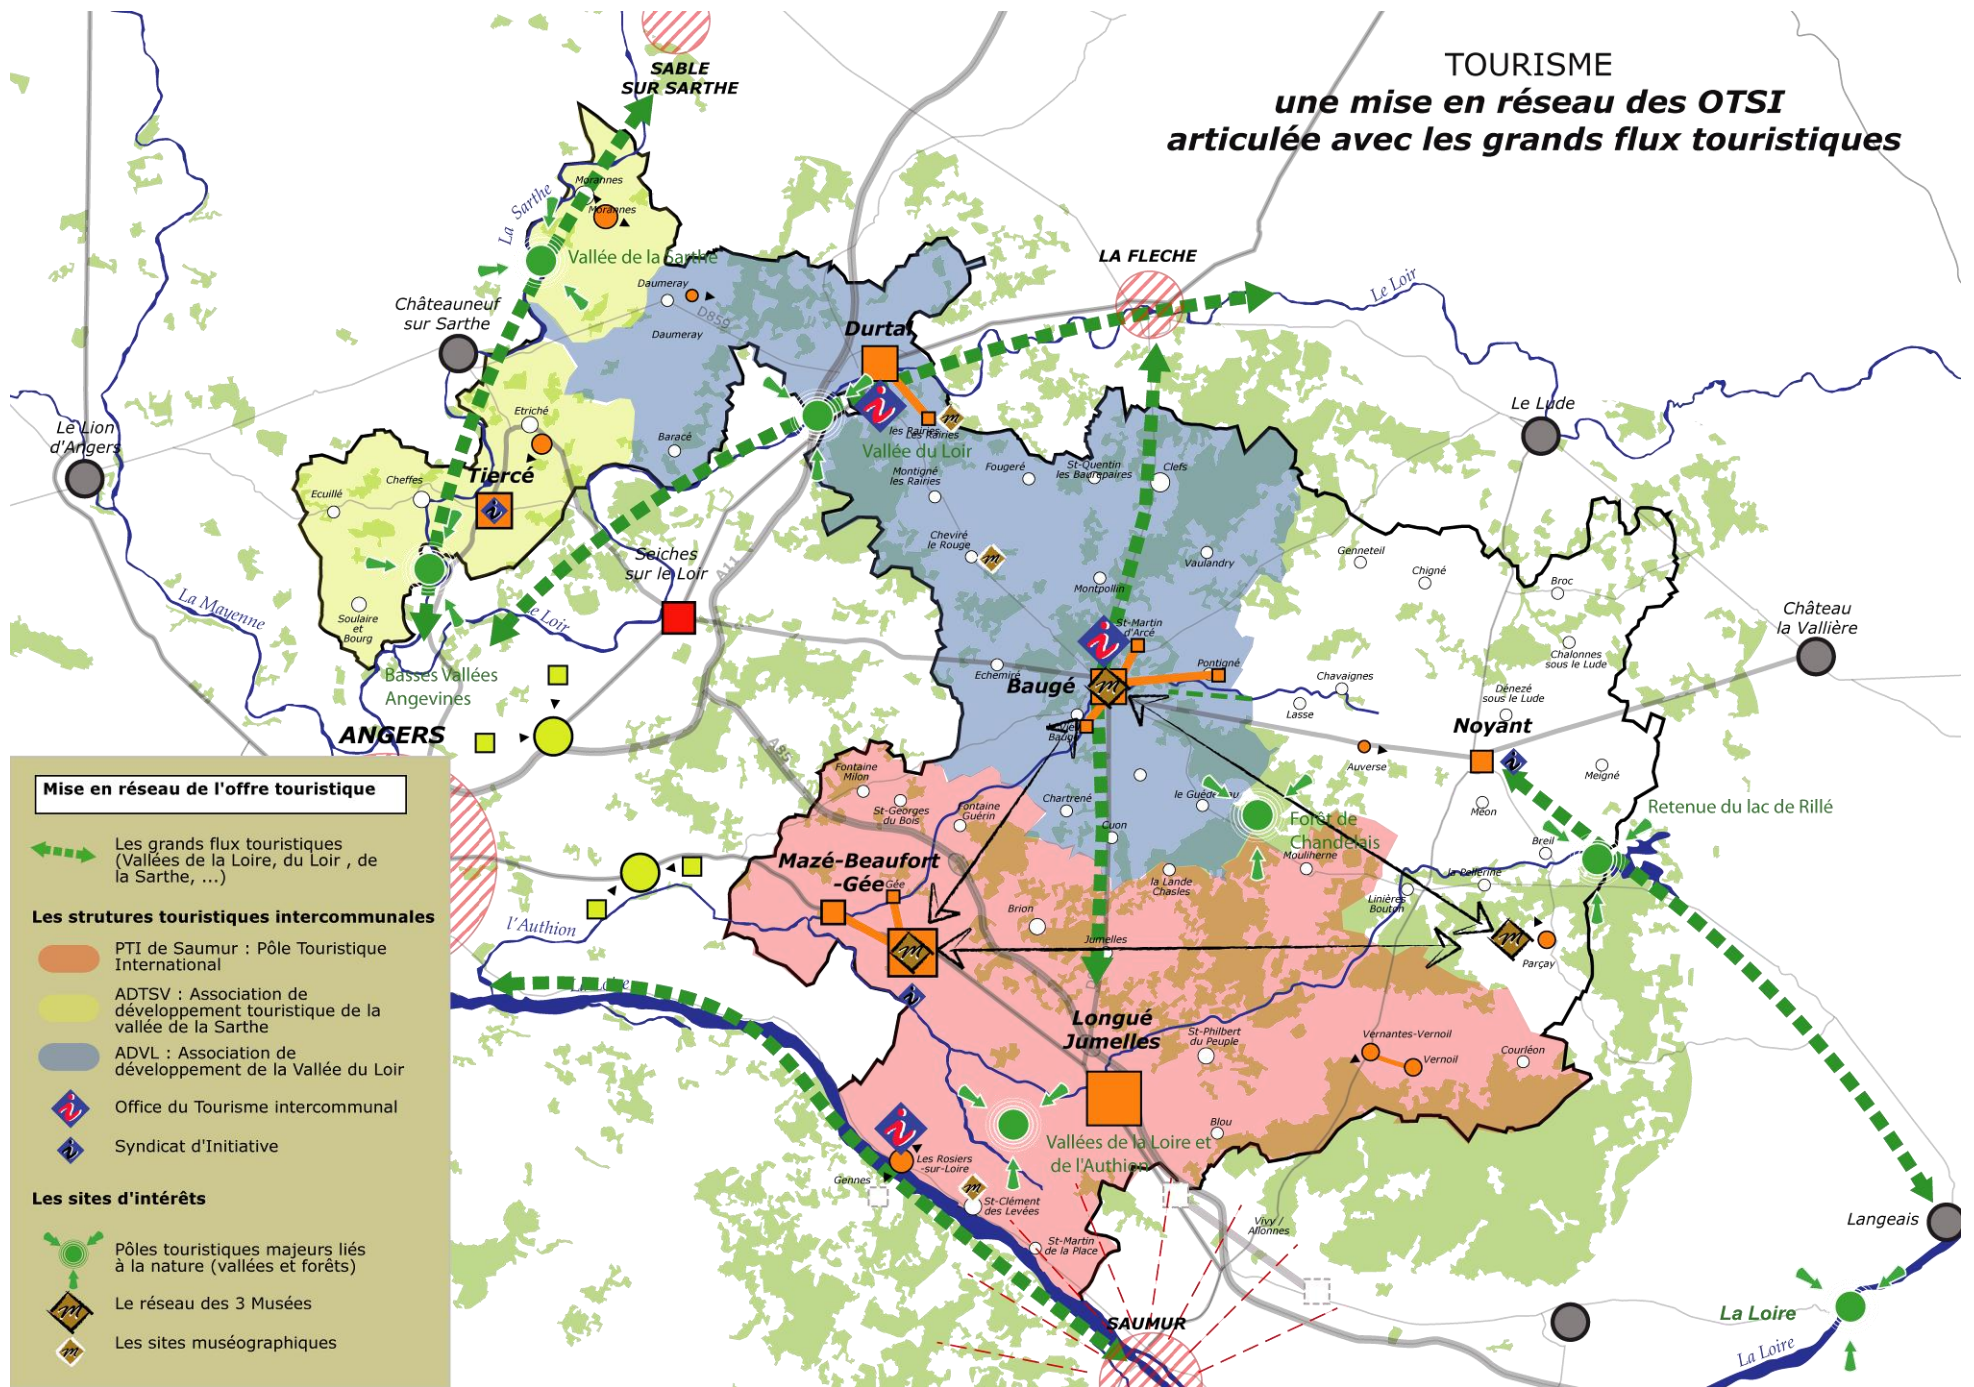 TOURISME
une mise en réseau des OTSI
articulée avec les grands flux touristiques
SABLE
SUR SARTHE
La Sarthe
Morannes
Morannes
Vallée de la Sarthe
Châteauneuf
sur Sarthe
Daumeray
D859
Daumeray
Durtal
LA FLECHE
Le Loir
Le Lion
d'Angers
Etriché
Baracé
les Rairies
Les Rairies
Vallée du Loir
Le Lude
Ecuillé
Cheffes
Tiercé
Montigné
les Rairies
Fougeré
St-Quentin
les Baurepaires
Clefs
Seiches
sur le Loir
A11
Cheviré
le Rouge
Vaulandry
Montpollin
Genneteil
Chigné
Broc
La Mayenne
Soulaire
et
Bourg
Le Loir
St-Martin
d'Arcé
Château
la Vallière
Chalonnes
sous le Lude
Basses Vallées
Angevines
Echemiré
Baugé
Pontigné
Chavaignes
Lasse
Dénezé
sous le Lude
Noyant
ANGERS
A85
Baugé
Auverse
Meigné
Fontaine
Milon
St-Georges
du Bois
Fontaine
Guérin
Chartrené
Cuon
Forêt de
Chandelais
Méon
Retenue du lac de Rillé
Breil
Mazé-Beaufort
-Gée
Gée
Mouliherne
la Lande
Chasles
Linières
Bouton
la Pellerine
l'Authion
Brion
Jumelles
Parçay
La Loire
Longué
Jumelles
St-Philbert
du Peuple
Vernantes-Vernoil
Vernoil
Courléon
Blou
Vallées de la Loire et
de l'Authion
Les Rosiers
-sur-Loire
Gennes
St-Clément
des Levées
St-Martin
de la Place
Vivy /
Allonnes
SAUMUR
Langeais
La Loire
La Loire
Mise en réseau de l'offre touristique
Les grands flux touristiques
(Vallées de la Loire, du Loir , de
la Sarthe, ...)
Les strutures touristiques intercommunales
PTI de Saumur : Pôle Touristique
International
ADTSV : Association de
développement touristique de la
vallée de la Sarthe
ADVL : Association de
développement de la Vallée du Loir
Office du Tourisme intercommunal
Syndicat d'Initiative
Les sites d'intérêts
Pôles touristiques majeurs liés
à la nature (vallées et forêts)
Le réseau des 3 Musées
Les sites muséographiques